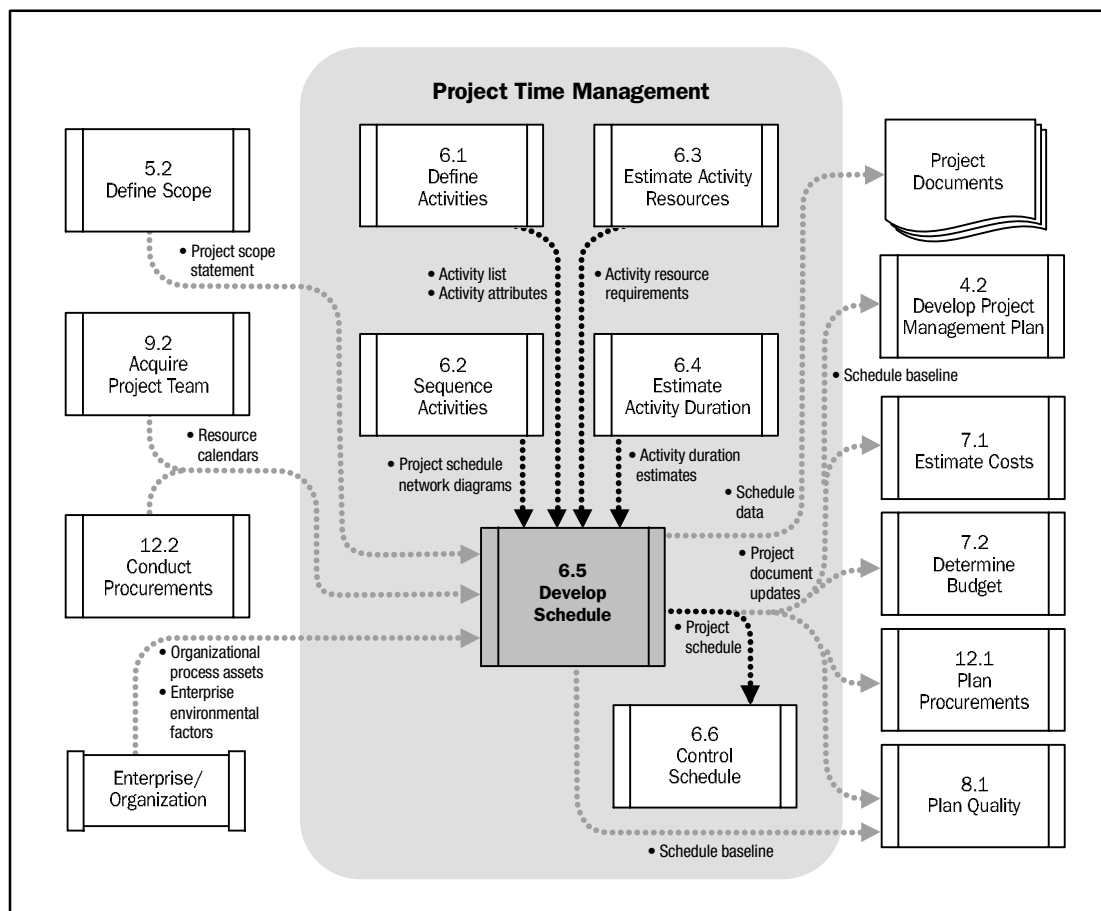 Project Time Management
5.2
Define Scope
• Project scope
statement
9.2
Acquire
Project Team
• Resource
calendars
12.2
Conduct
Procurements
• Organizational
process assets
• Enterprise
environmental
factors
Enterprise/
Organization
6.1
Define
Activities
• Activity list
• Activity attributes
6.3
Estimate Activity
Resources
• Activity resource
requirements
6.2
Sequence
Activities
• Project schedule
network diagrams
6.4
Estimate
Activity Duration
• Activity duration
estimates
6.5
Develop
Schedule
• Schedule
data
• Project
document
updates
• Project
schedule
6.6
Control
Schedule
• Schedule baseline
Project
Documents
4.2
Develop Project
Management Plan
• Schedule baseline
7.1
Estimate Costs
7.2
Determine
Budget
12.1
Plan
Procurements
8.1
Plan Quality